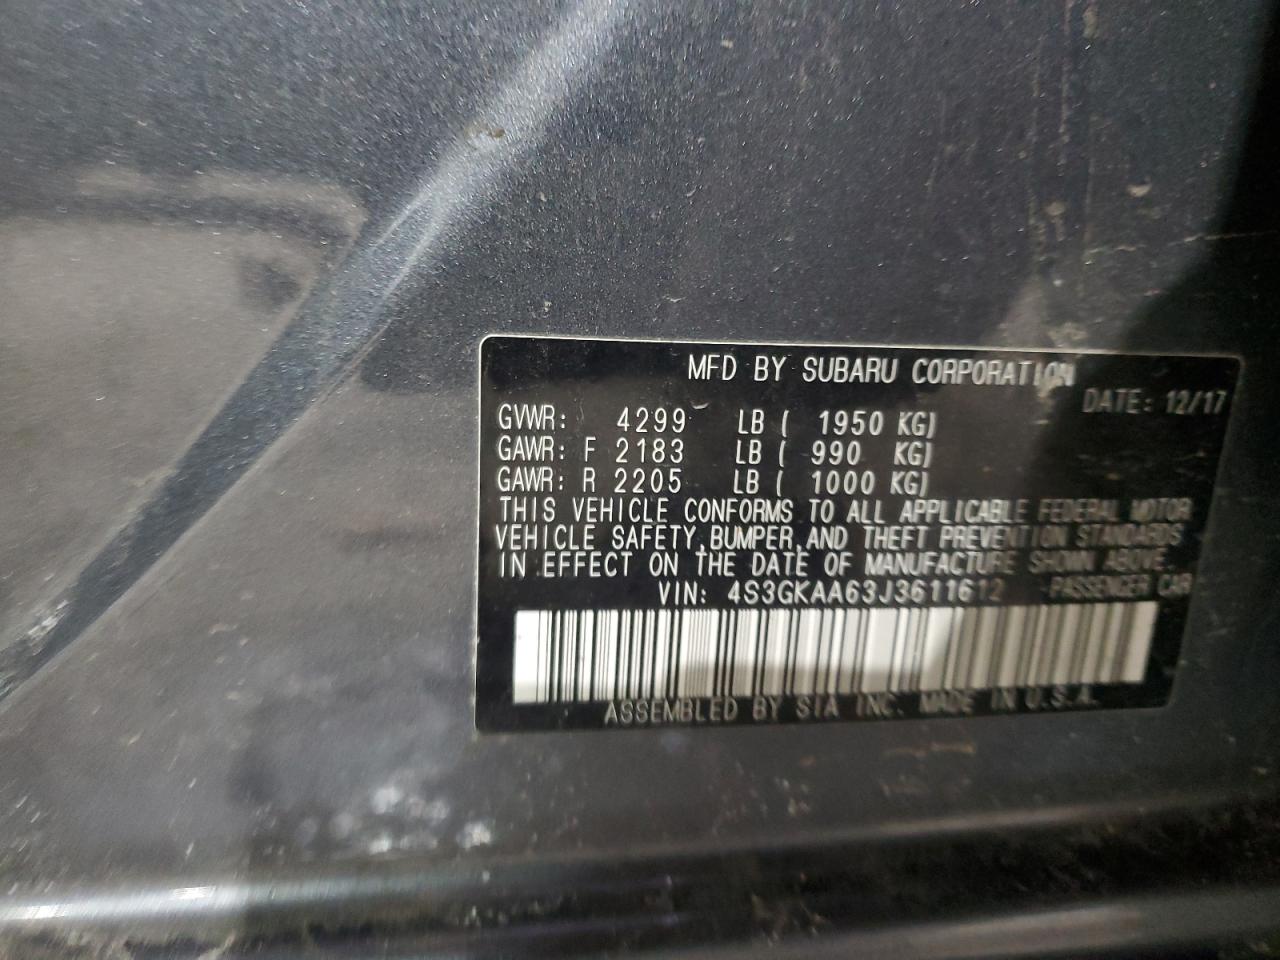 MFD BY SUBARU CORPORATION
DATE: 12/17
GVWR: 4299 LB ( 1950 KG)
GAWR: F 2183 LB ( 990 KG)
GAWR: R 2205 LB ( 1000 KG)
THIS VEHICLE CONFORMS TO ALL APPLICABLE FEDERAL MOTOR
VEHICLE SAFETY, BUMPER, AND THEFT PREVENTION STANDARDS
IN EFFECT ON THE DATE OF MANUFACTURE SHOWN ABOVE.
VIN: 4S3GKAA63J3611612 PASSENGER CAR
ASSEMBLED BY SIA INC. MADE IN U.S.A.